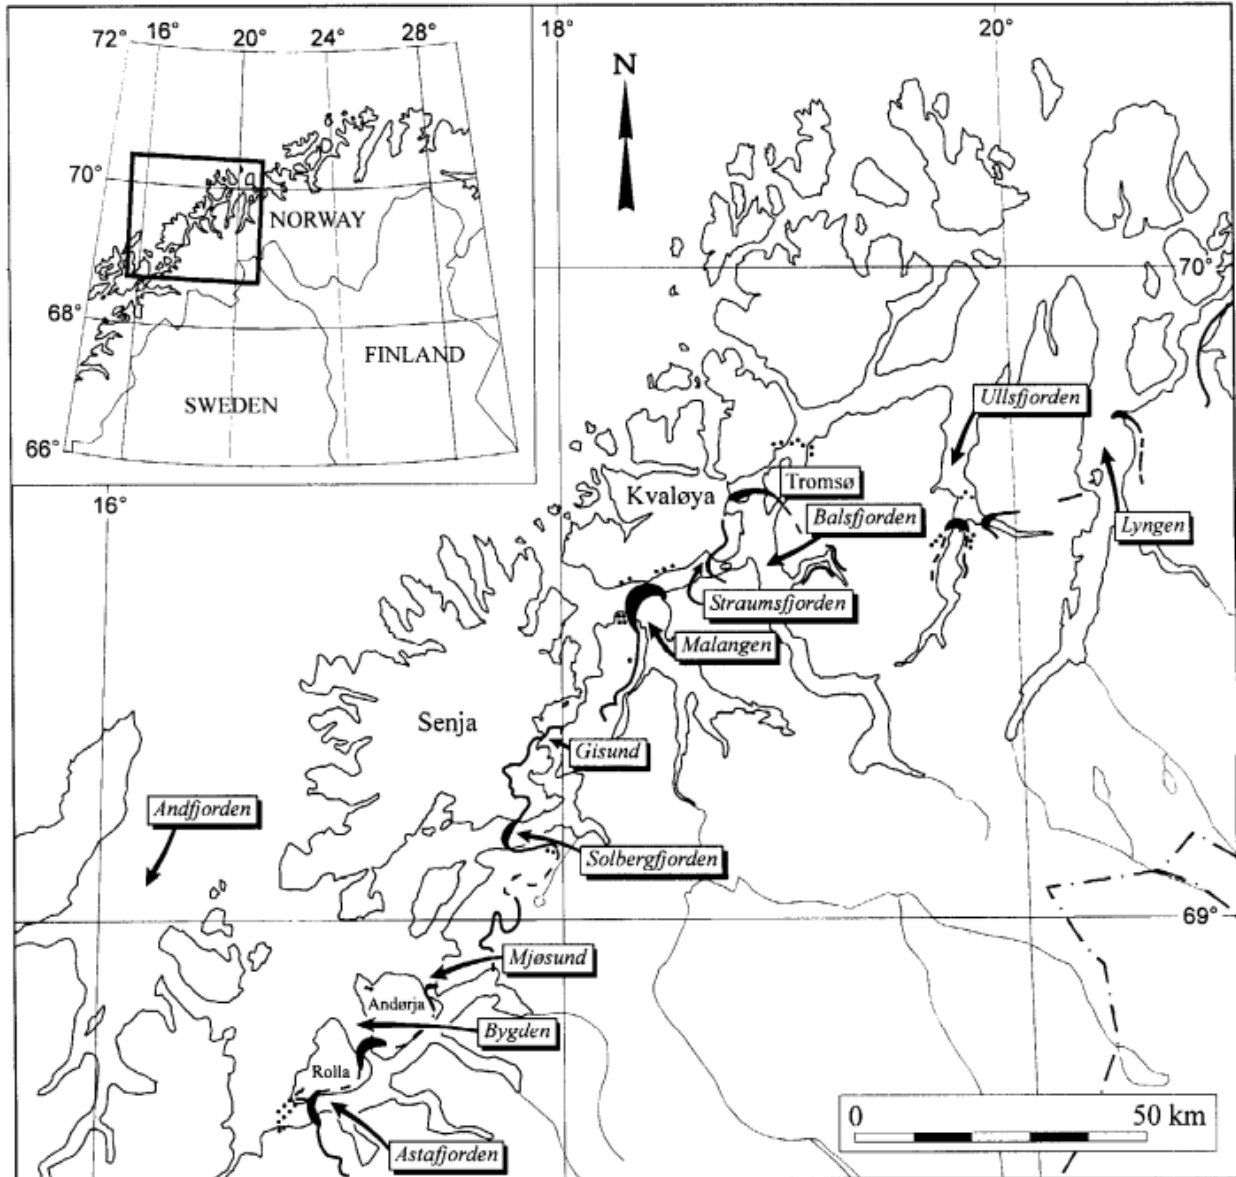 72° 16° 20° 24° 28°
70°
NORWAY
68°
FINLAND
SWEDEN
66°
18°
20°
N
70°
Ullsfjorden
Kvaløya
Tromsø
16°
Balsfjorden
Lyngen
Straumsfjorden
Malangen
Senja
Gisund
Andfjorden
Solbergfjorden
69°
Mjøsund
Andørja
Bygden
Rolla
0 50 km
Astafjorden